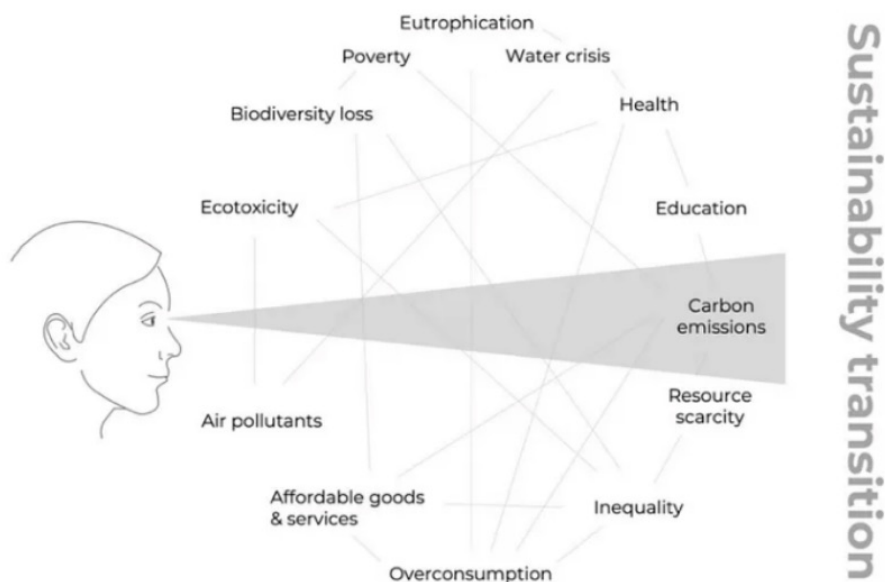 Eutrophication
Poverty
Water crisis
Health
Biodiversity loss
Ecotoxicity
Education
Carbon
emissions
Resource
scarcity
Air pollutants
Affordable goods
& services
Inequality
Overconsumption
Sustainability transition